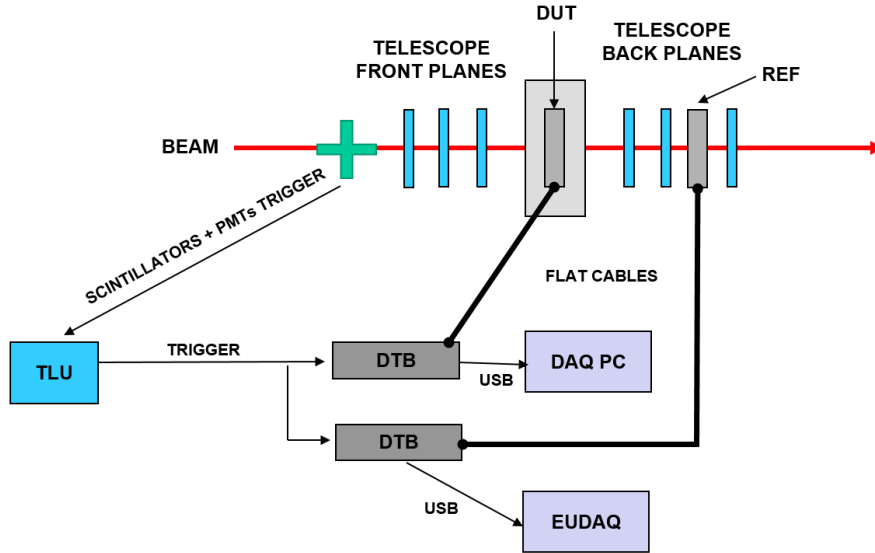 DUT
TELESCOPE
FRONT PLANES
TELESCOPE
BACK PLANES
REF
BEAM
SCINTILLATORS + PMTs TRIGGER
FLAT CABLES
TLU
TRIGGER
DTB
USB
DAQ PC
DTB
USB
EUDAQ